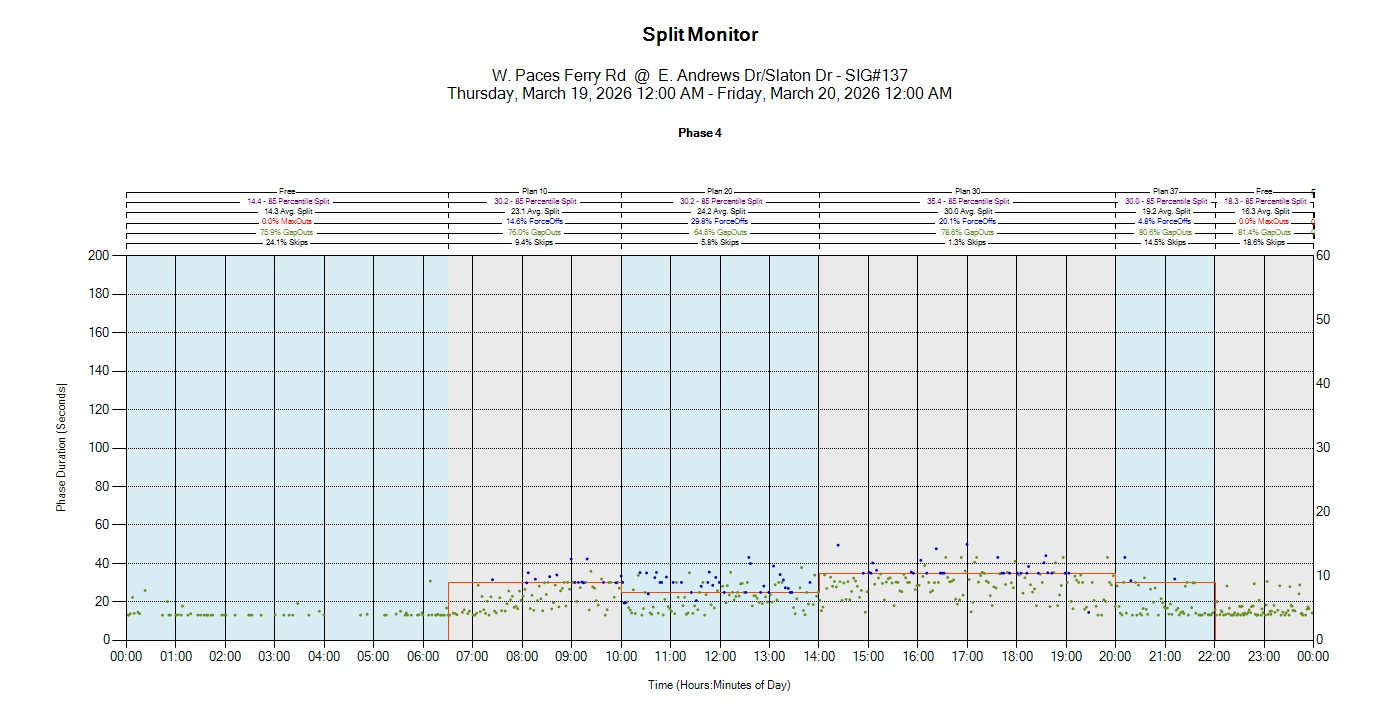 Split Monitor
W. Paces Ferry Rd @ E. Andrews Dr/Slaton Dr - SIG#137
Thursday, March 19, 2026 12:00 AM - Friday, March 20, 2026 12:00 AM
Phase 4
Free Plan 10 Plan 20 Plan 30 Plan 37 Free F
14.4 - 85 Percentile Split 30.2 - 85 Percentile Split 30.2 - 85 Percentile Split 35.4 - 85 Percentile Split 30.0 - 85 Percentile Split 18.3 - 85 Percentile Split
14.3 Avg. Split 23.1 Avg. Split 24.2 Avg. Split 30.0 Avg. Split 19.2 Avg. Split 16.3 Avg. Split
0.0% MaxOuts 14.6% ForceOffs 29.8% ForceOffs 20.1% ForceOffs 4.8% ForceOffs 0.0% MaxOuts
75.9% GapOuts 76.0% GapOuts 64.5% GapOuts 78.6% GapOuts 80.6% GapOuts 81.4% GapOuts
24.1% Skips 9.4% Skips 5.8% Skips 1.3% Skips 14.5% Skips 18.6% Skips
200 60
180
50
160
140
40
120
100 30
80
20
60
40
10
20
0 0
00:00 01:00 02:00 03:00 04:00 05:00 06:00 07:00 08:00 09:00 10:00 11:00 12:00 13:00 14:00 15:00 16:00 17:00 18:00 19:00 20:00 21:00 22:00 23:00 00:00
Phase Duration (Seconds)
Time (Hours:Minutes of Day)